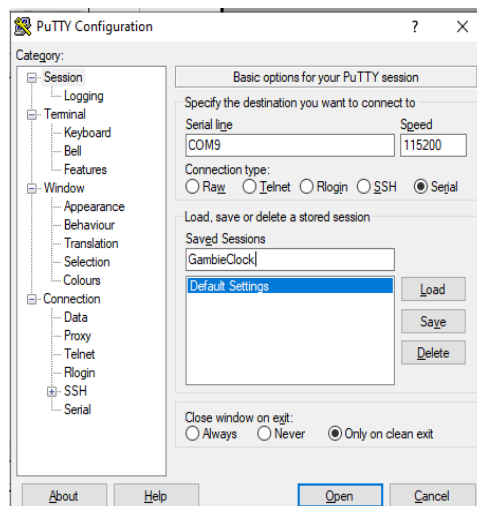 PuTTY Configuration ? ×
Category:
Session
Logging
Terminal
Keyboard
Bell
Features
Window
Appearance
Behaviour
Translation
Selection
Colours
Connection
Data
Proxy
Telnet
Rlogin
SSH
Serial
Basic options for your PuTTY session
Specify the destination you want to connect to
Serial line Speed
COM9 115200
Connection type:
Raw Telnet Rlogin SSH Serial
Load, save or delete a stored session
Saved Sessions
GambieClock
Default Settings
Load
Save
Delete
Close window on exit:
Always Never Only on clean exit
About Help Open Cancel